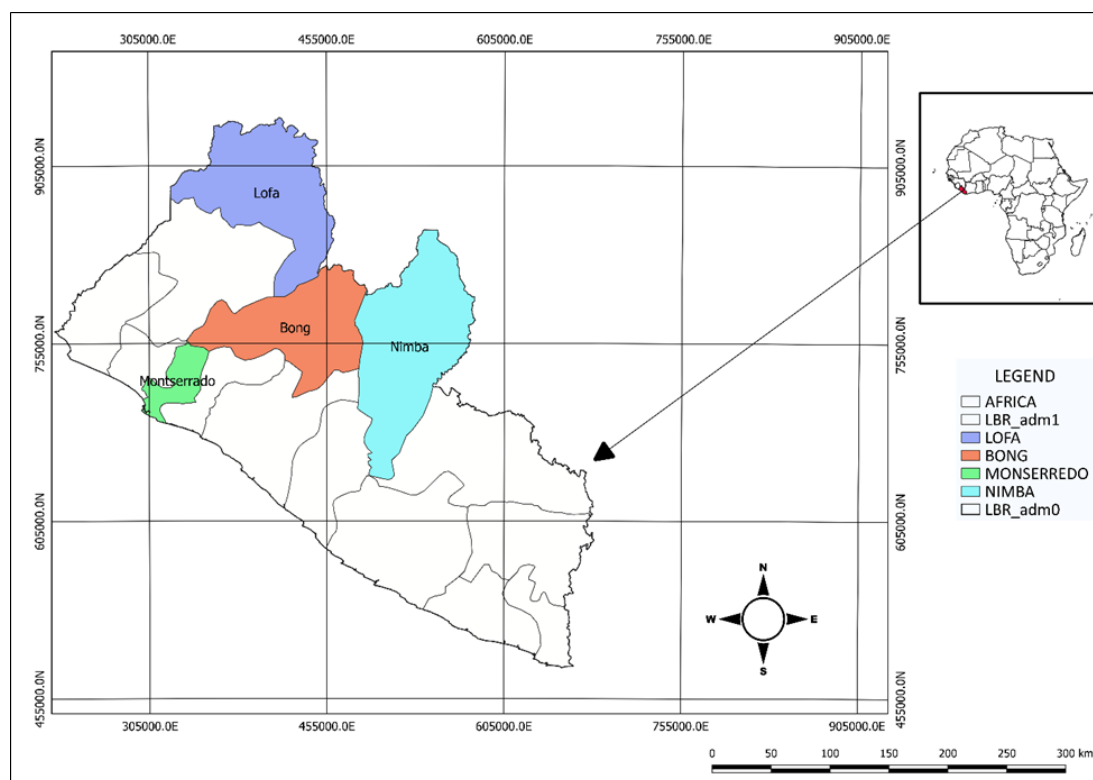 305000.0E 455000.0E 605000.0E 755000.0E 905000.0E
905000.0N 905000.0N
Lofa
Bong
755000.0N 755000.0N
Nimba
Montserrado
LEGEND
AFRICA
LBR_adm1
LOFA
BONG
MONSERREDO
NIMBA
LBR_adm0
605000.0N 605000.0N
N
W E
S
455000.0N 455000.0N
305000.0E 455000.0E 605000.0E 755000.0E 905000.0E
0 50 100 150 200 250 300 km